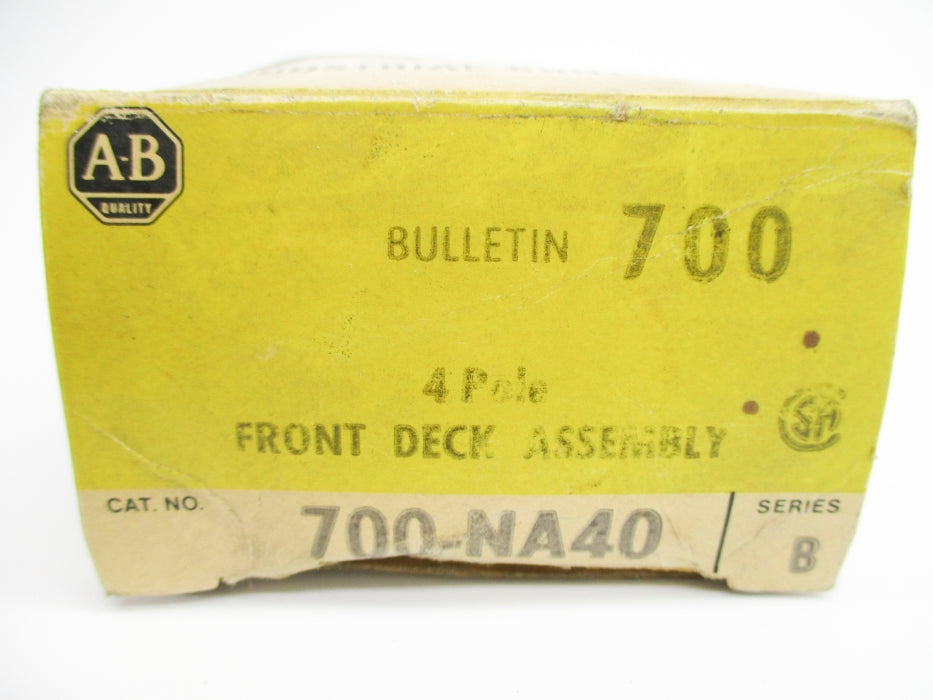 A-B
QUALITY
BULLETIN 700
4 Pole
FRONT DECK ASSEMBLY
CAT. NO.
700-NA40
SERIES
B